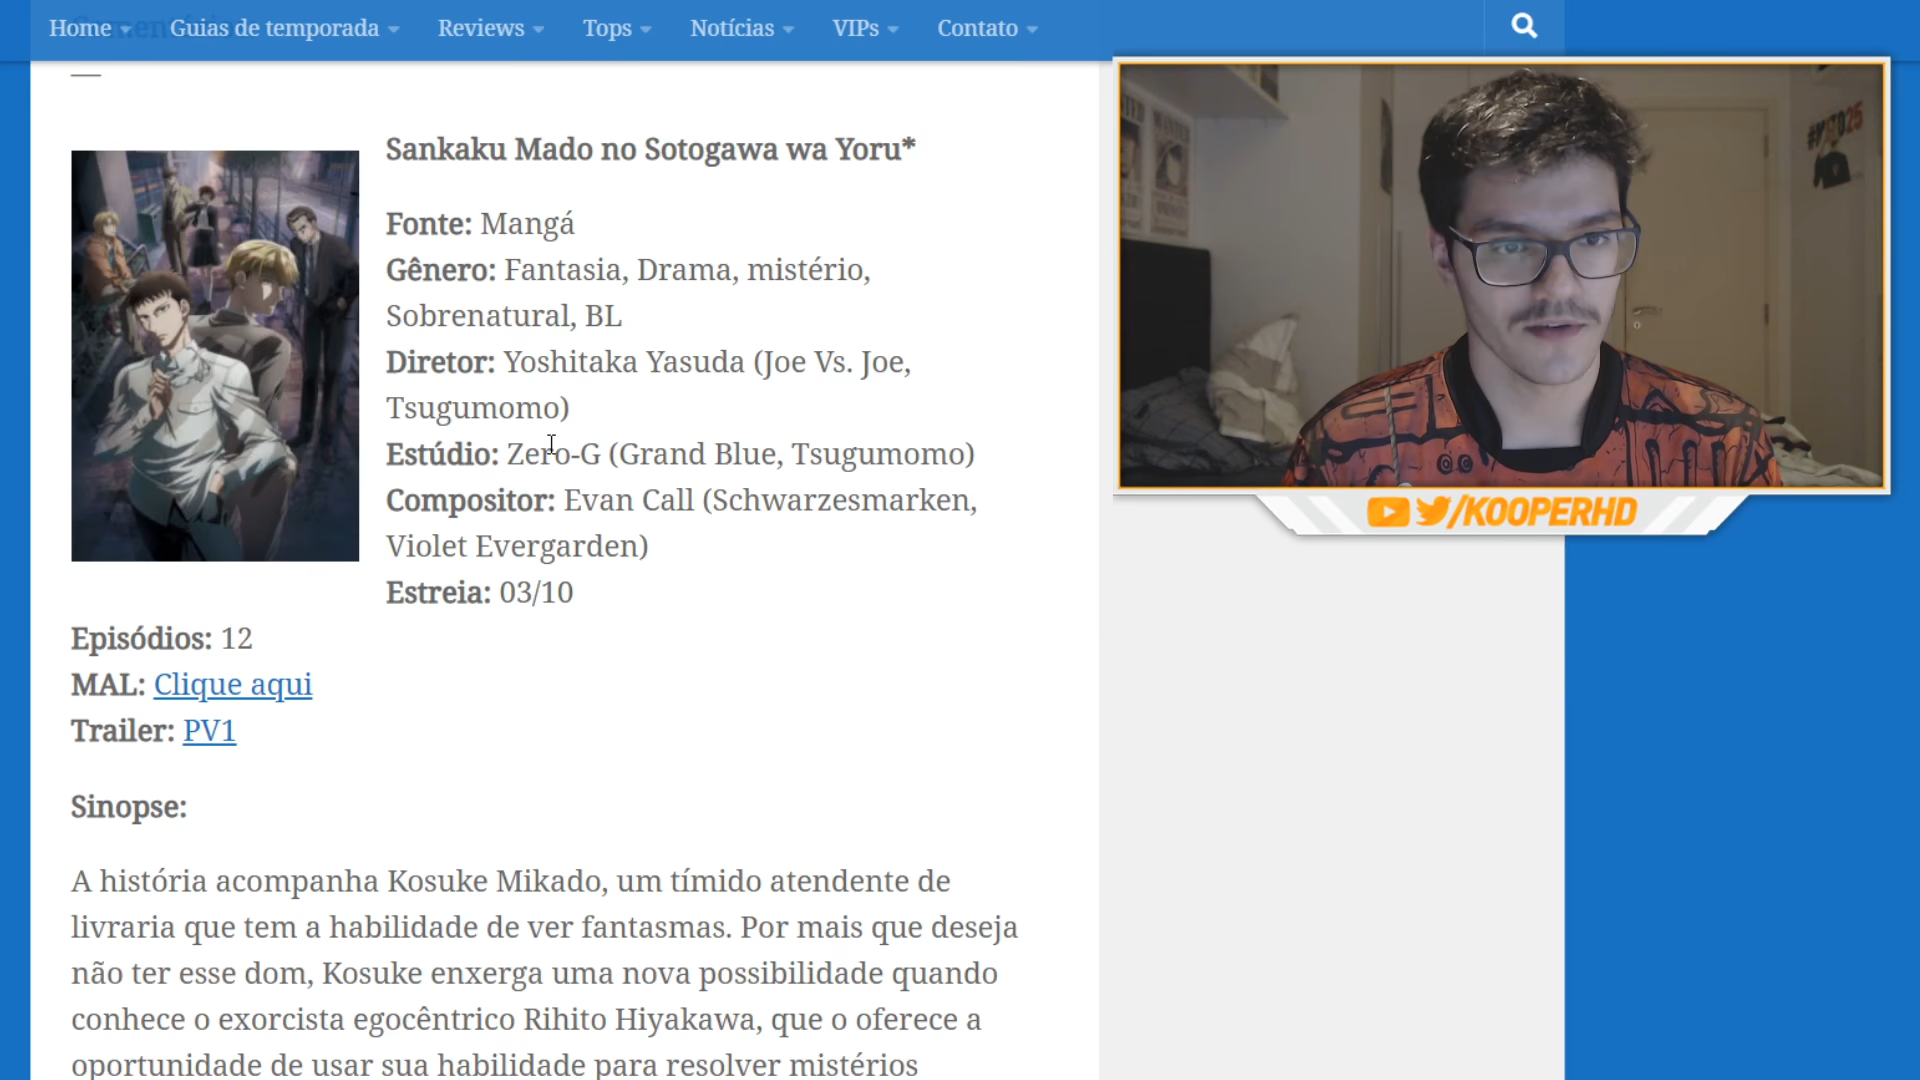 Home
Guias de temporada
Reviews
Tops
Notícias
VIPs
Contato
Sankaku Mado no Sotogawa wa Yoru*
Fonte: Mangá
Gênero: Fantasia, Drama, mistério,
Sobrenatural, BL
Diretor: Yoshitaka Yasuda (Joe Vs. Joe,
Tsugumomo)
Estúdio: Zero-G (Grand Blue, Tsugumomo)
Compositor: Evan Call (Schwarzesmarken,
Violet Evergarden)
Estreia: 03/10
Episódios: 12
MAL: Clique aqui
Trailer: PV1
Sinopse:
A história acompanha Kosuke Mikado, um tímido atendente de
livraria que tem a habilidade de ver fantasmas. Por mais que deseja
não ter esse dom, Kosuke enxerga uma nova possibilidade quando
conhece o exorcista egocêntrico Rihito Hiyakawa, que o oferece a
oportunidade de usar sua habilidade para resolver mistérios
WANTED
/KOOPERHD